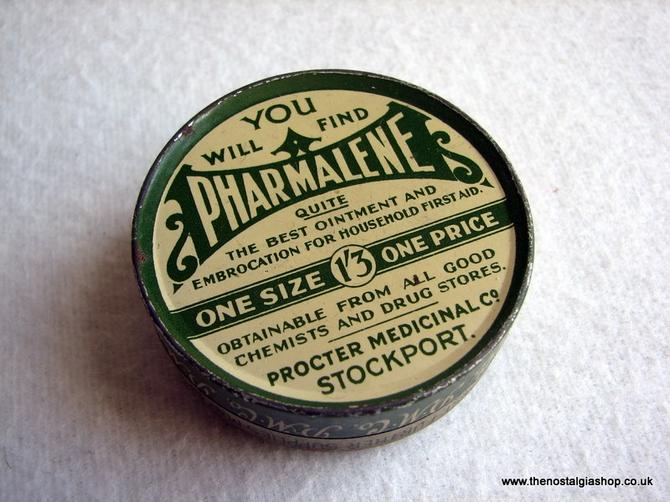 YOU
WILL FIND
PHARMALENE
QUITE
THE BEST OINTMENT AND
EMBROCATION FOR HOUSEHOLD FIRST AID.
ONE SIZE 1/3 ONE PRICE
OBTAINABLE FROM ALL GOOD
CHEMISTS AND DRUG STORES.
PROCTER MEDICINAL Co.
STOCKPORT.
www.thenostalgiashop.co.uk